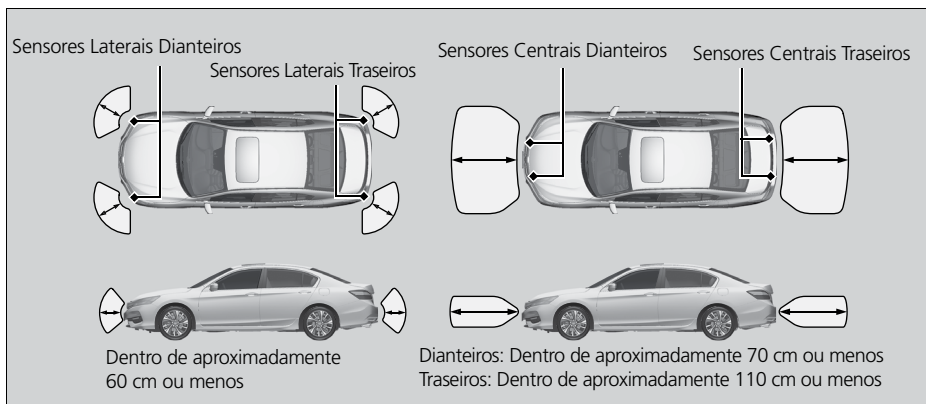 Sensores Laterais Dianteiros
Sensores Laterais Traseiros
Sensores Centrais Dianteiros
Sensores Centrais Traseiros
Dentro de aproximadamente
60 cm ou menos
Dianteiros: Dentro de aproximadamente 70 cm ou menos
Traseiros: Dentro de aproximadamente 110 cm ou menos